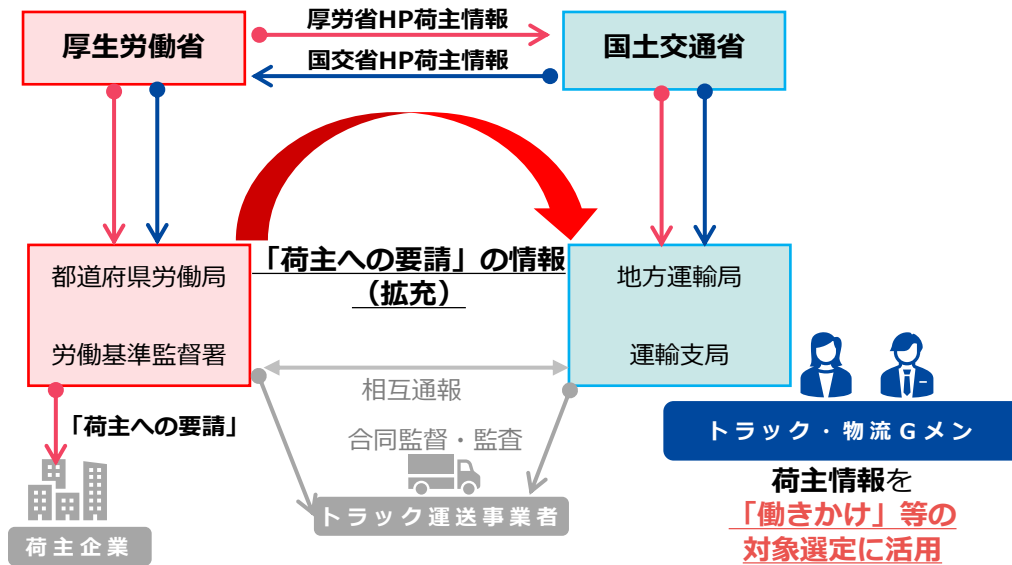 厚労省HP荷主情報
厚生労働省
国土交通省
国交省HP荷主情報
「荷主への要請」の情報
（拡充）
都道府県労働局
労働基準監督署
地方運輸局
運輸支局
相互通報
「荷主への要請」
合同監督・監査
トラック・物流Gメン
荷主情報を
「働きかけ」等の
対象選定に活用
トラック運送事業者
荷主企業